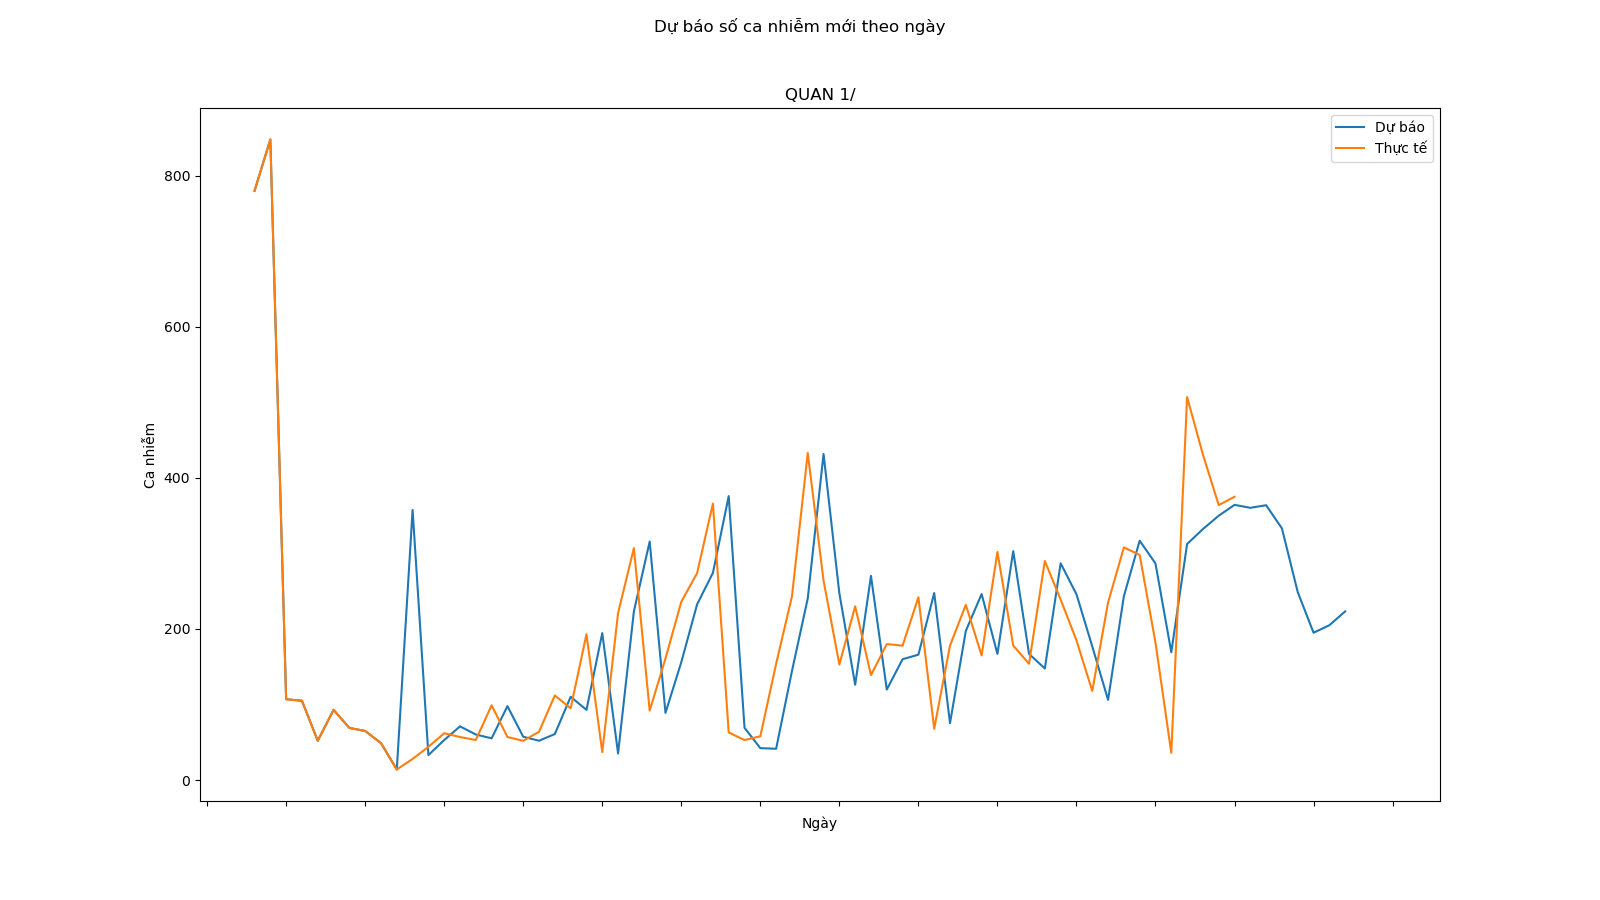 Dự báo số ca nhiễm mới theo ngày
QUAN 1/
Dự báo
Thực tế
800
600
400
200
0
Ca nhiễm
Ngày